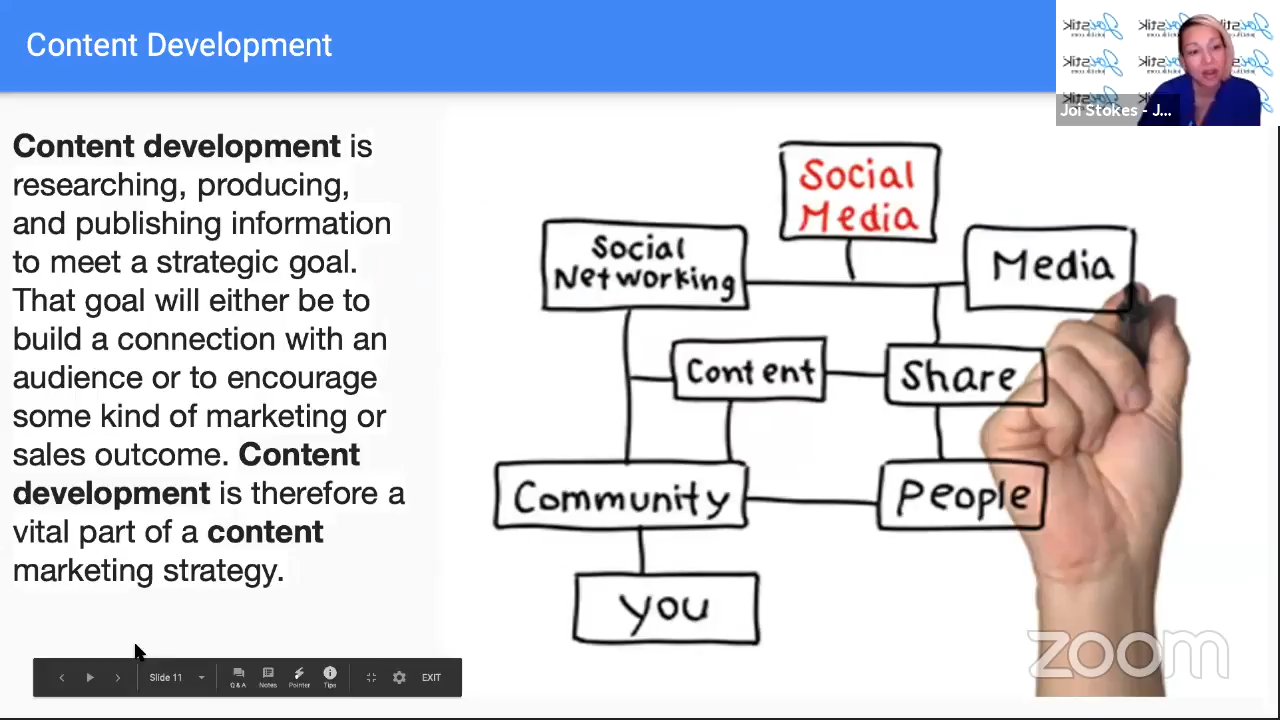 Content Development
Content development is
researching, producing,
and publishing information
to meet a strategic goal.
That goal will either be to
build a connection with an
audience or to encourage
some kind of marketing or
sales outcome. Content
development is therefore a
vital part of a content
marketing strategy.
Social
Media
Social
Networking
Media
Content
Share
Community
People
You
Joi Stokes - J...
Slide 11
Q & A
Notes
Pointer
Tips
EXIT
zoom